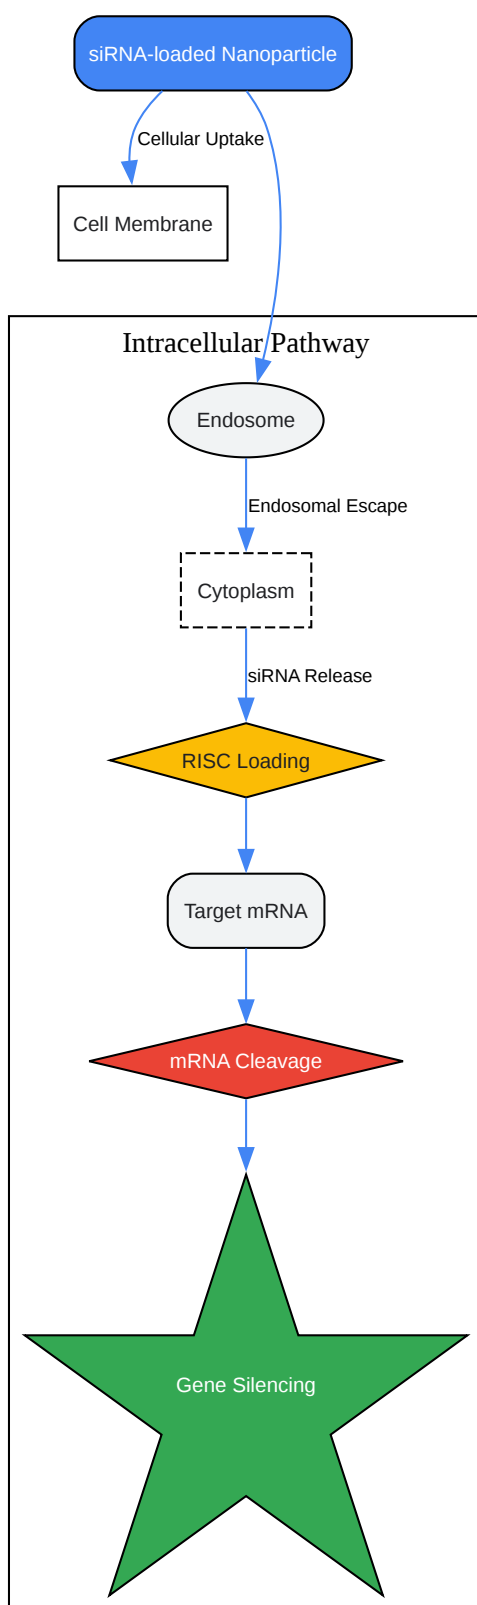 siRNA-loaded Nanoparticle
Cellular Uptake
Cell Membrane
Intracellular Pathway
Endosome
Endosomal Escape
Cytoplasm
siRNA Release
RISC Loading
Target mRNA
mRNA Cleavage
Gene Silencing